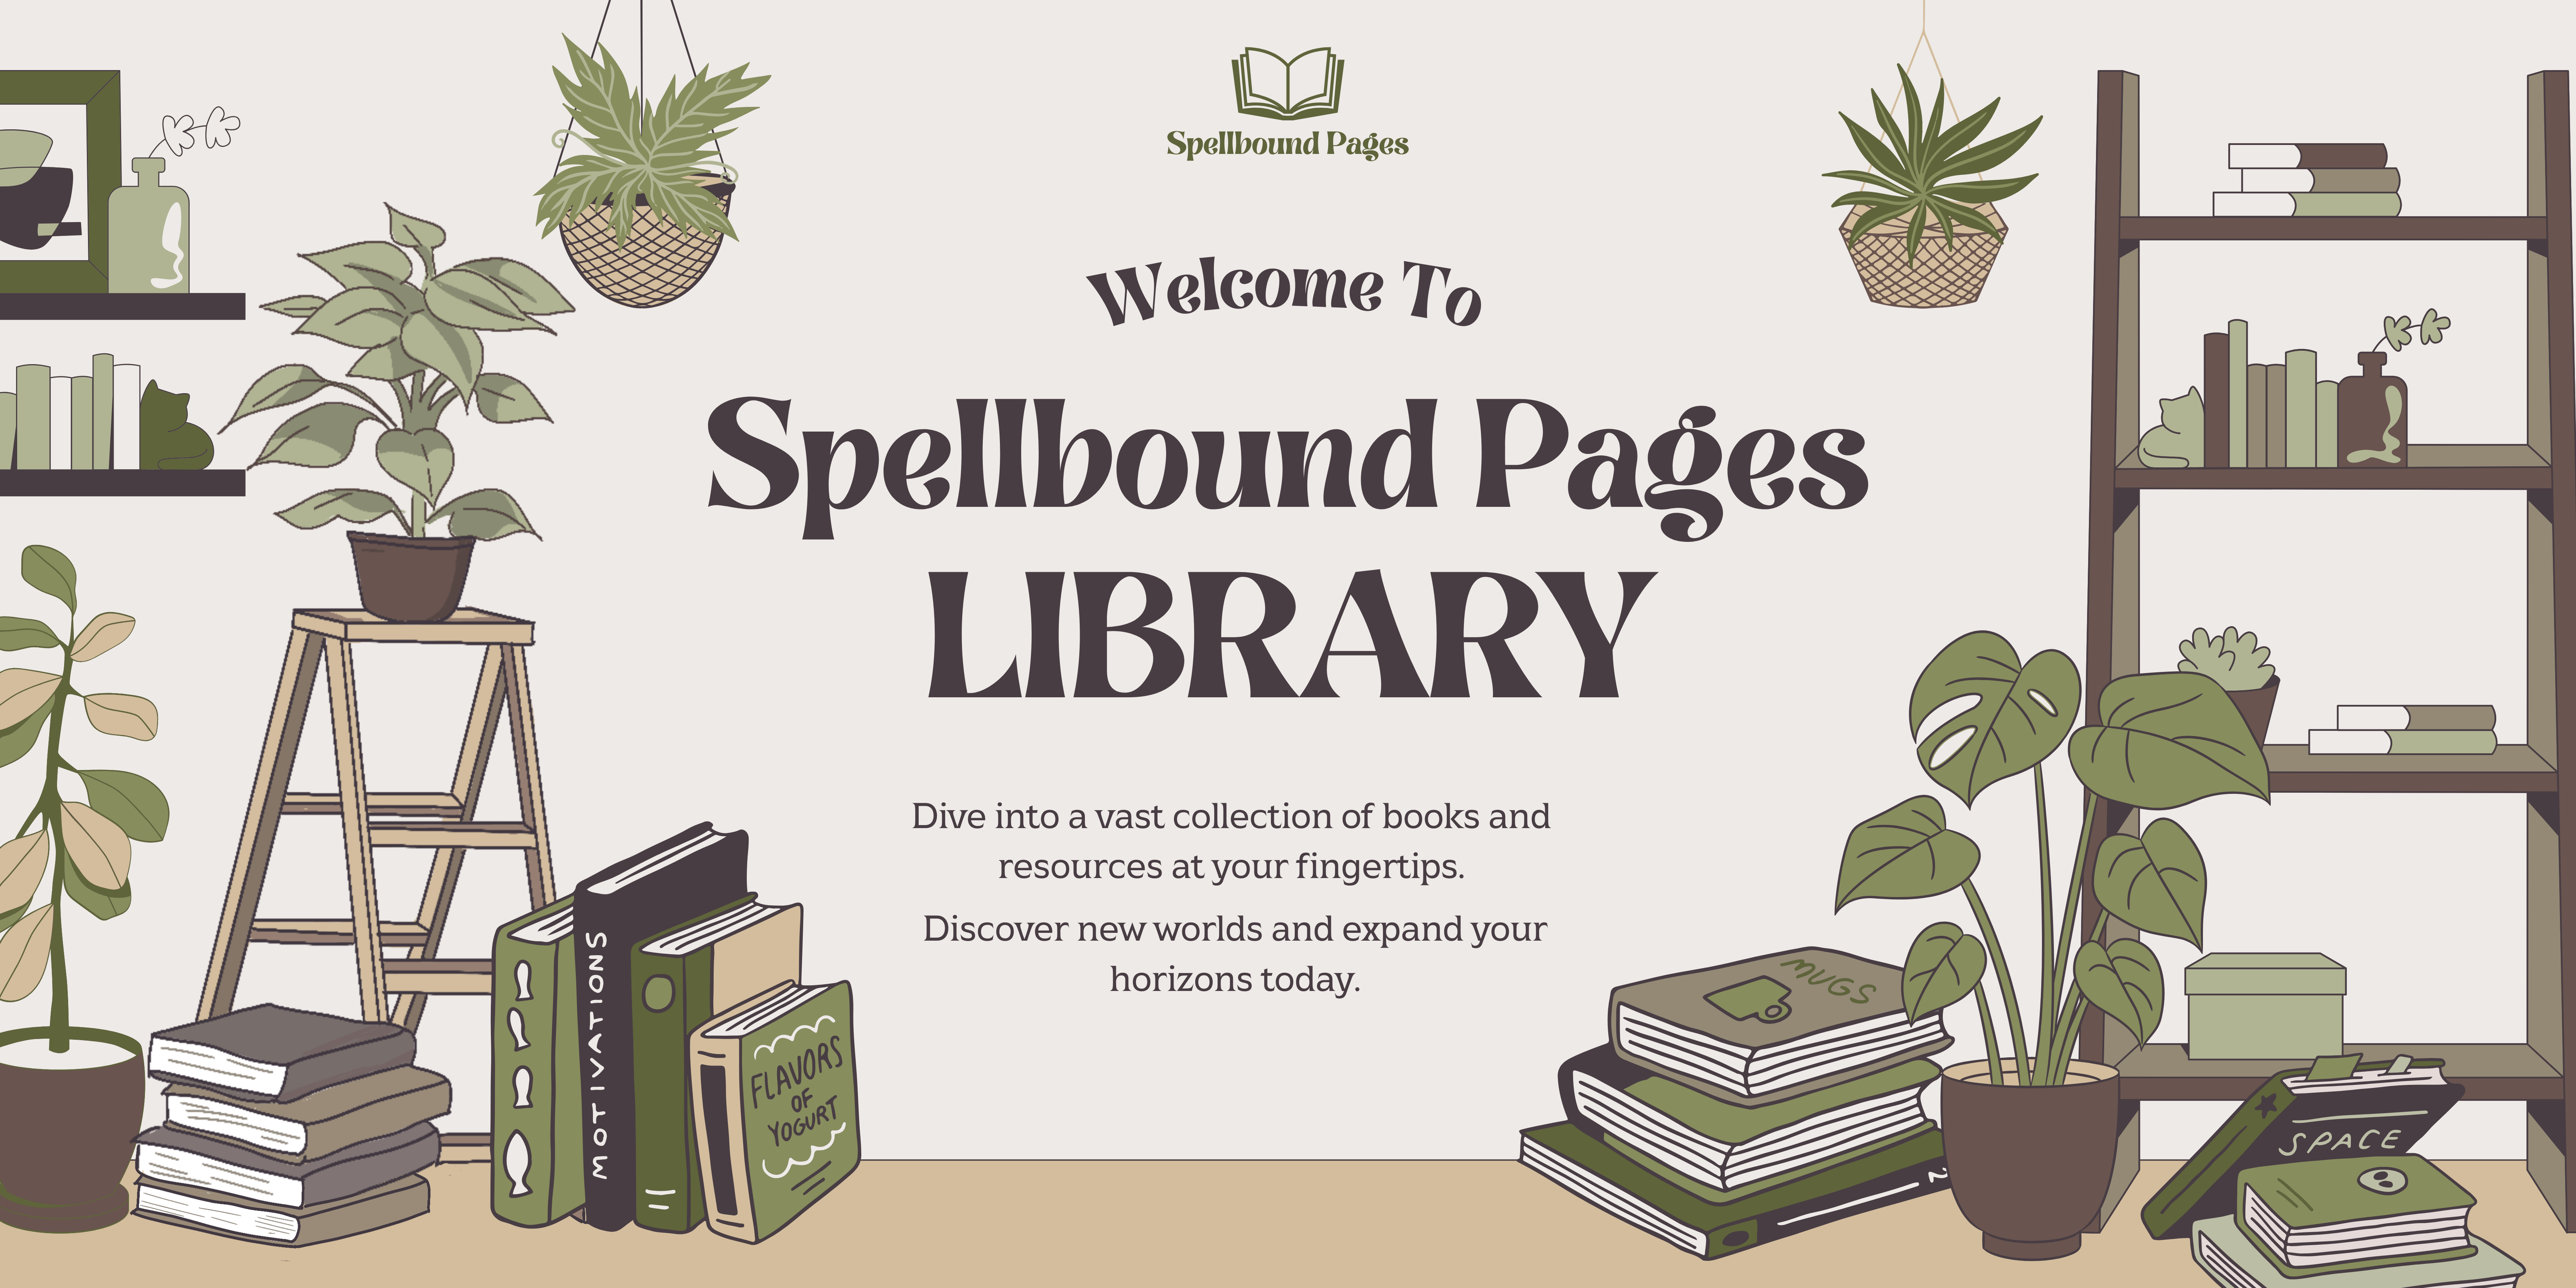 Spellbound Pages
Welcome To
Spellbound Pages
LIBRARY
Dive into a vast collection of books and
resources at your fingertips.
Discover new worlds and expand your
horizons today.
MOTIVATIONS
FLAVORS
OF
YOGURT
MUGS
SPACE